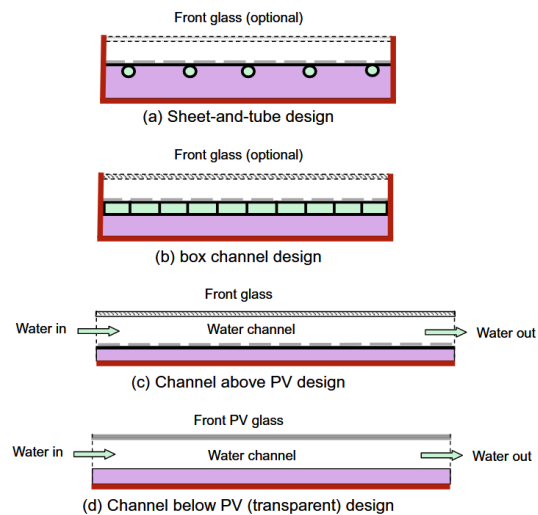 Front glass (optional)
(a) Sheet-and-tube design
Front glass (optional)
(b) box channel design
Front glass
Water in
Water channel
Water out
(c) Channel above PV design
Front PV glass
Water in
Water channel
Water out
(d) Channel below PV (transparent) design